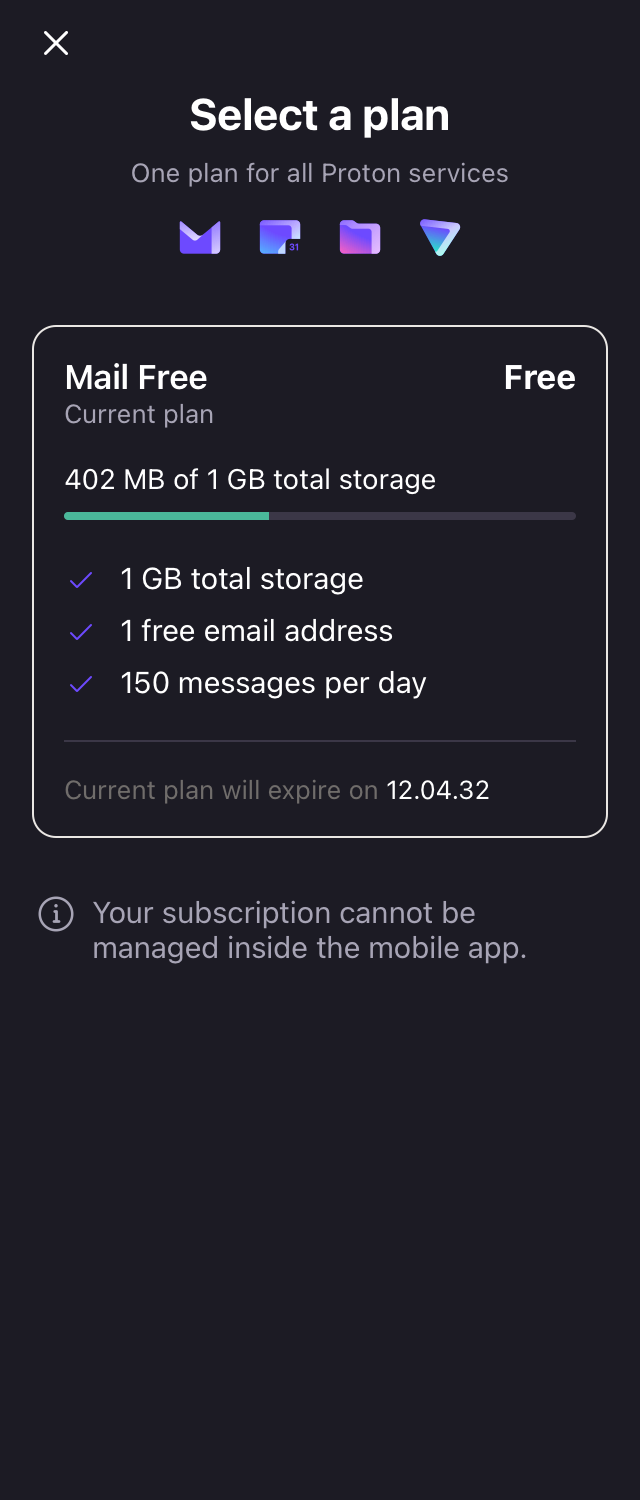 Select a plan
One plan for all Proton services
31
Mail Free
Free
Current plan
402 MB of 1 GB total storage
1 GB total storage
1 free email address
150 messages per day
Current plan will expire on 12.04.32
Your subscription cannot be
managed inside the mobile app.